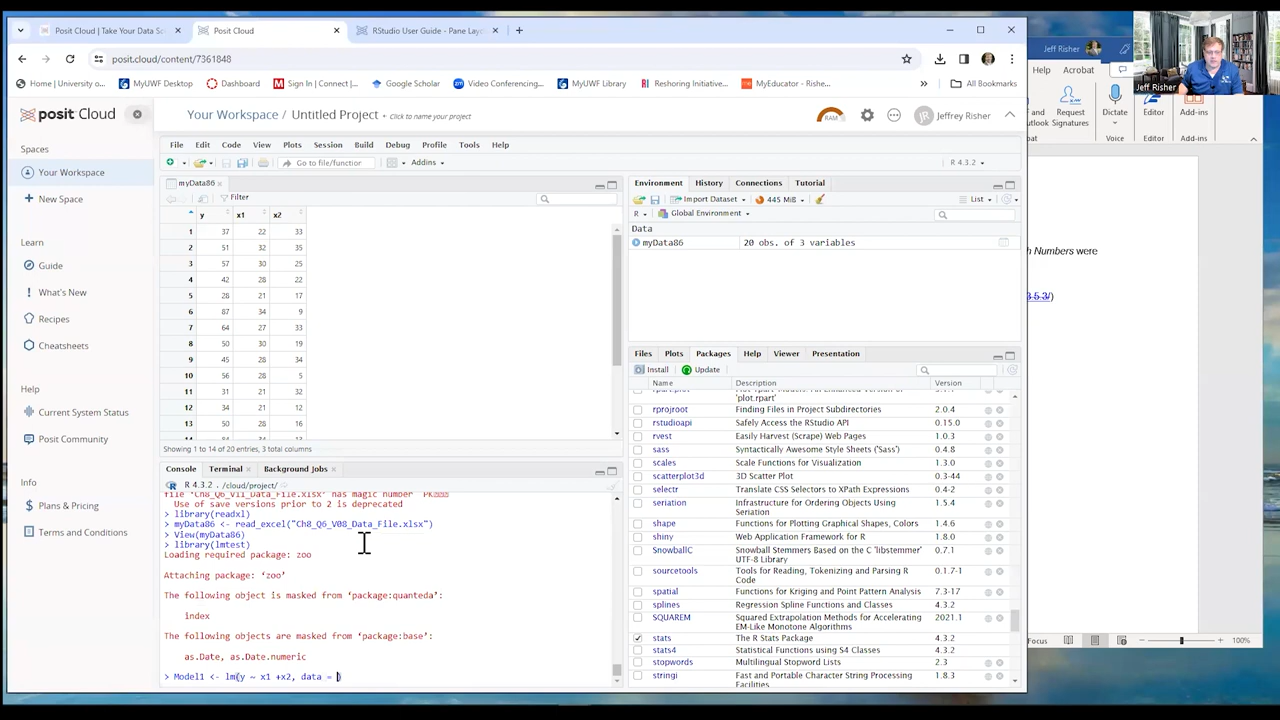 Posit Cloud | Take Your Data Sc
Posit Cloud
RStudio User Guide - Pane Lay
posit.cloud/content/7361848
Home | University o...
MyUWF Desktop
Dashboard
Sign In | Connect |...
Google Scholar
Video Conferencing...
MyUWF Library
Reshoring Initiative...
MyEducator - Rishe...
All Bookmarks
posit Cloud
Your Workspace / Untitled Project
Click to name your project
RAM
JR
Jeffrey Risher
Spaces
Your Workspace
New Space
Learn
Guide
What's New
Recipes
Cheatsheets
Help
Current System Status
Posit Community
Info
Plans & Pricing
Terms and Conditions
File Edit Code View Plots Session Build Debug Profile Tools Help
Go to file/function
Addins
R 4.3.2
myData86
Filter
y x1 x2
1 37 22 33
2 51 32 35
3 57 30 25
4 42 28 22
5 28 21 17
6 87 34 9
7 64 27 33
8 50 30 19
9 45 28 34
10 56 28 5
11 31 21 32
12 34 21 12
13 50 28 16
Showing 1 to 14 of 20 entries, 3 total columns
Console Terminal Background Jobs
R 4.3.2 . /cloud/project/
Use of save versions prior to 2 is deprecated
> library(readxl)
> myData86 <- read_excel("Ch8_Q6_V08_Data_File.xlsx")
> View(myData86)
> library(lmtest)
Loading required package: zoo
Attaching package: ‘zoo’
The following object is masked from ‘package:quanteda’:
index
The following objects are masked from ‘package:base’:
as.Date, as.Date.numeric
> Model1 <- lm(y ~ x1 +x2, data = )
Environment History Connections Tutorial
Import Dataset
445 MiB
List
R
Global Environment
Data
myData86 20 obs. of 3 variables
Files Plots Packages Help Viewer Presentation
Install Update
Name Description Version
'plot.rpart'
rprojroot Finding Files in Project Subdirectories 2.0.4
rstudioapi Safely Access the RStudio API 0.15.0
rvest Easily Harvest (Scrape) Web Pages 1.0.3
sass Syntactically Awesome Style Sheets ('Sass') 0.4.8
scales Scale Functions for Visualization 1.3.0
scatterplot3d 3D Scatter Plot 0.3-44
selectr Translate CSS Selectors to XPath Expressions 0.4-2
seriation Infrastructure for Ordering Objects Using
Seriation 1.5.4
shape Functions for Plotting Graphical Shapes, Colors 1.4.6
shiny Web Application Framework for R 1.8.0
SnowballC Snowball Stemmers Based on the C 'libstemmer'
UTF-8 Library 0.7.1
sourcetools Tools for Reading, Tokenizing and Parsing R
Code 0.1.7-1
spatial Functions for Kriging and Point Pattern Analysis 7.3-17
splines Regression Spline Functions and Classes 4.3.2
SQUAREM Squared Extrapolation Methods for Accelerating
EM-Like Monotone Algorithms 2021.1
stats The R Stats Package 4.3.2
stats4 Statistical Functions using S4 Classes 4.3.2
stopwords Multilingual Stopword Lists 2.3
stringi Fast and Portable Character String Processing
Facilities 1.8.3
Jeff Risher
Help Acrobat
Jeff Risher
Request
Signatures
Dictate
Editor
Add-ins
Voice
Editor
Add-ins
h Numbers were
3.5.3/)
Focus
100%